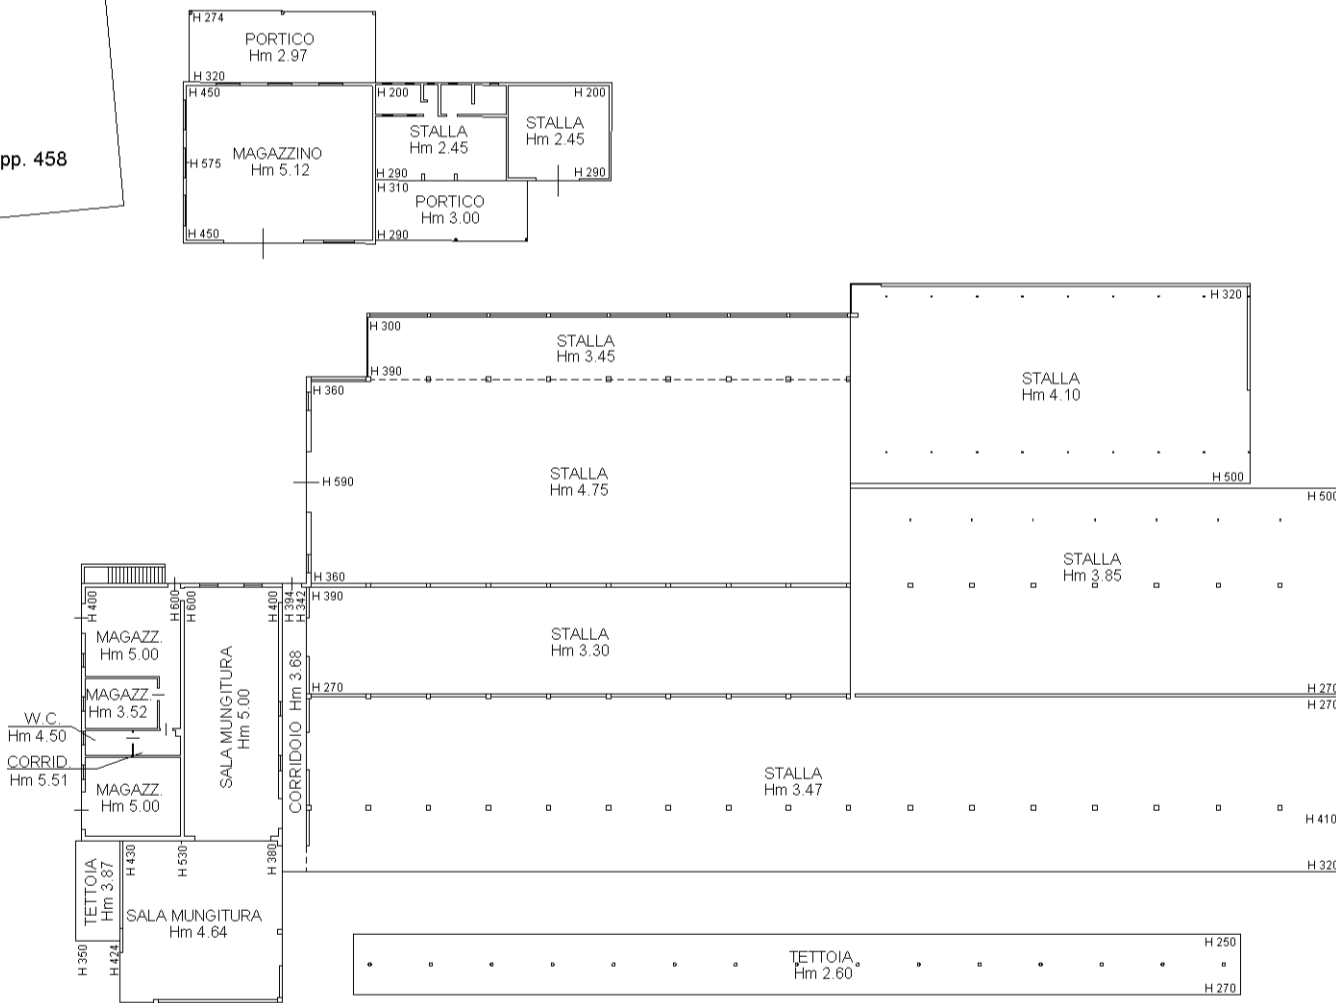 pp. 458
H 274
PORTICO
Hm 2.97
H 320
H 450
MAGAZZINO
Hm 5.12
H 575
H 450
H 200
STALLA
Hm 2.45
H 290
H 200
STALLA
Hm 2.45
H 290
H 310
PORTICO
Hm 3.00
H 290
H 300
STALLA
Hm 3.45
H 390
H 320
STALLA
Hm 4.10
H 500
H 360
STALLA
Hm 4.75
H 590
H 360
H 500
STALLA
Hm 3.85
H 270
H 390
STALLA
Hm 3.30
H 270
H 270
STALLA
Hm 3.47
H 410
H 320
H 400
H 600
H 600
H 400
H 394
H 342
MAGAZZ.
Hm 5.00
MAGAZZ.
Hm 3.52
W.C.
Hm 4.50
CORRID.
Hm 5.51
MAGAZZ.
Hm 5.00
SALA MUNGITURA
Hm 5.00
CORRIDOIO Hm 3.68
TETTOIA
Hm 3.87
H 430
H 530
H 380
SALA MUNGITURA
Hm 4.64
H 350
H 424
H 250
TETTOIA
Hm 2.60
H 270